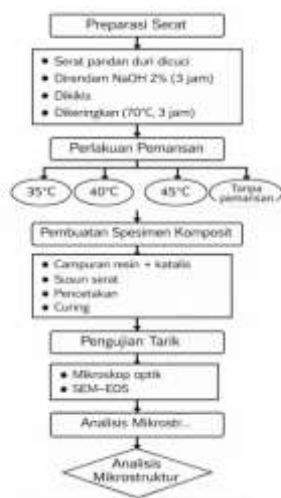 Preparasi Serat
• Serat pandan duri dicuci
• Direndam NaOH 2% (3 jam)
• Dikikis
• Dikeringkan (70°C, 3 jam)
Perlakuan Pemansan
35°C
40°C
45°C
Tanpa
pemansan
Pembuatan Spesimen Komposit
• Campuran resin + katalis
• Susun serat
• Pencetakan
• Curing
Pengujian Tarik
• Mikroskop optik
• SEM–EDS
Analisis Mikrostr...
Analisis
Mikrostruktur